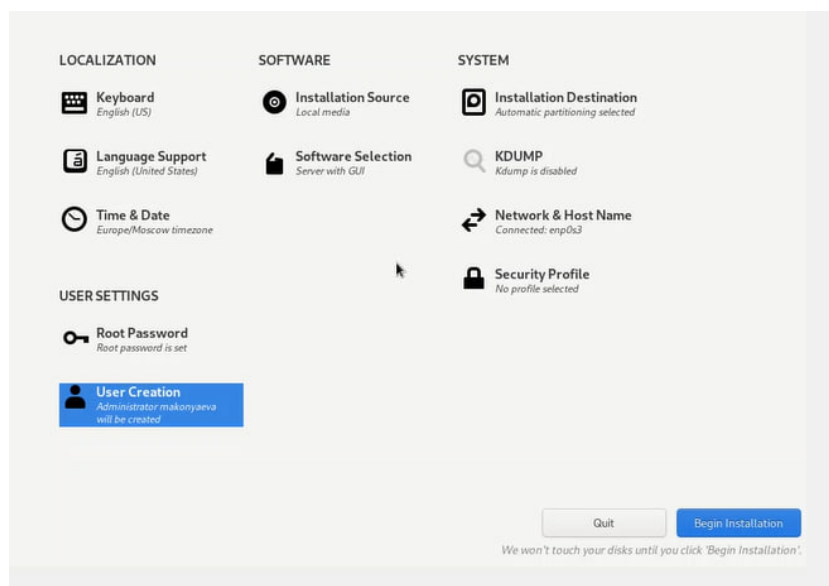 LOCALIZATION
Keyboard
English (US)
Language Support
English (United States)
Time & Date
Europe/Moscow timezone
USER SETTINGS
Root Password
Root password is set
User Creation
Administrator makonyaeva
will be created
SOFTWARE
Installation Source
Local media
Software Selection
Server with GUI
SYSTEM
Installation Destination
Automatic partitioning selected
KDUMP
Kdump is disabled
Network & Host Name
Connected: enp0s3
Security Profile
No profile selected
Quit
Begin Installation
We won't touch your disks until you click 'Begin Installation'.